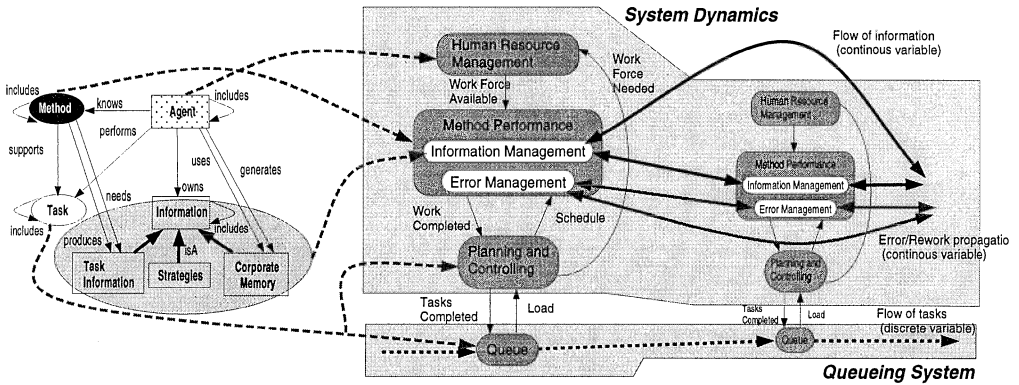 System Dynamics
Flow of information
(continous variable)
Human Resource
Management
Work
Force
Needed
Work Force
Available
includes
Method
knows
Agent
includes
performs
supports
uses
generates
needs
owns
Task
includes
Information
includes
produces
isA
Task
Information
Strategies
Corporate
Memory
Method Performance
Information Management
Error Management
Work
Completed
Schedule
Planning and
Controlling
Tasks
Completed
Load
Queue
Human Resource
Management
Method Performance
Information Management
Error Management
Planning and
Controlling
Error/Rework propagatio
(continous variable)
Tasks
Completed
Load
Queue
Flow of tasks
(discrete variable)
Queueing System